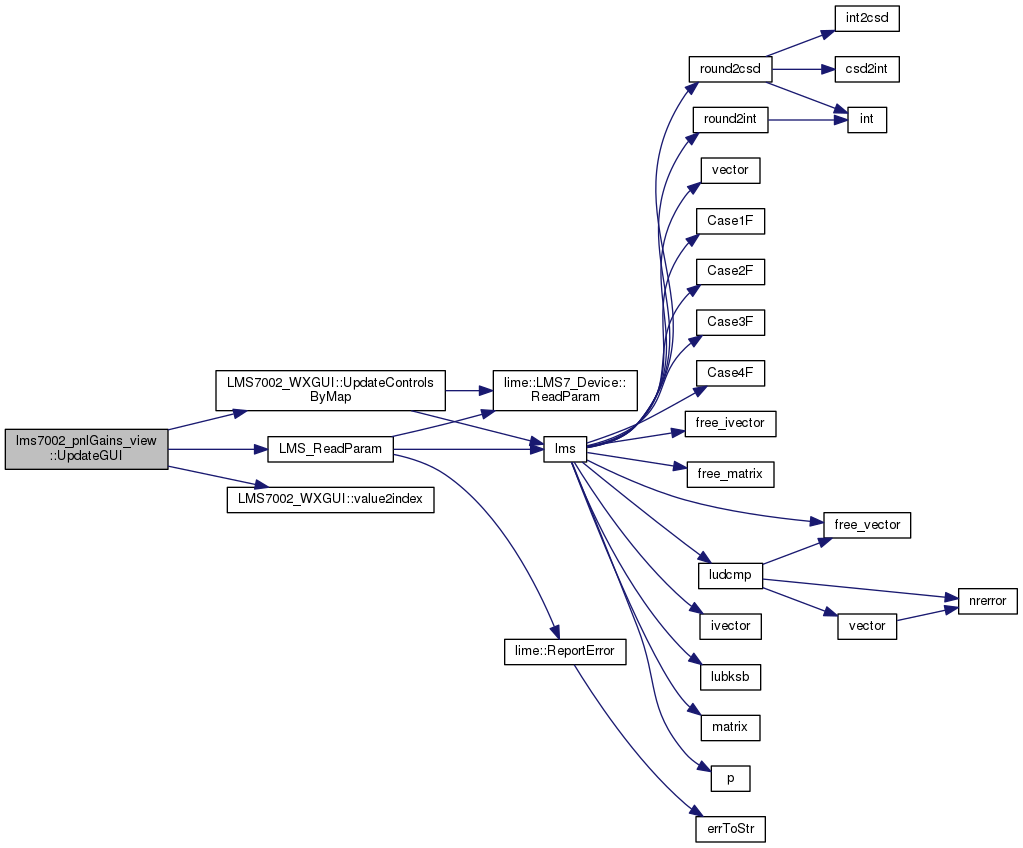 int2csd
round2csd
csd2int
round2int
int
vector
Case1F
Case2F
Case3F
Case4F
LMS7002_WXGUI::UpdateControls
ByMap
lime::LMS7_Device::
ReadParam
free_ivector
lms7002_pnlGains_view
::UpdateGUI
LMS_ReadParam
lms
free_matrix
LMS7002_WXGUI::value2index
free_vector
ludcmp
nrerror
ivector
vector
lime::ReportError
lubksb
matrix
p
errToStr